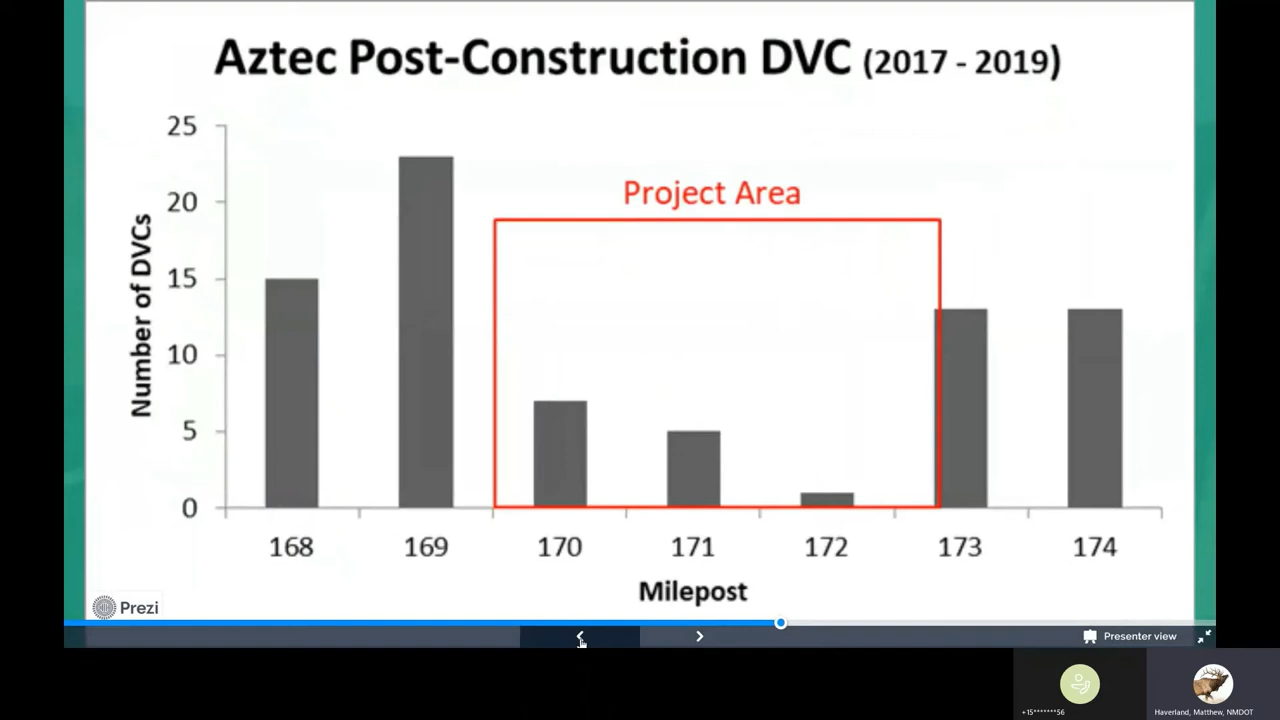 Aztec Post-Construction DVC (2017 - 2019)
25
20
15
10
5
0
Number of DVCs
Project Area
168 169 170 171 172 173 174
Milepost
Prezi
Presenter view
+15*******56
Haverland, Matthew, NMDOT